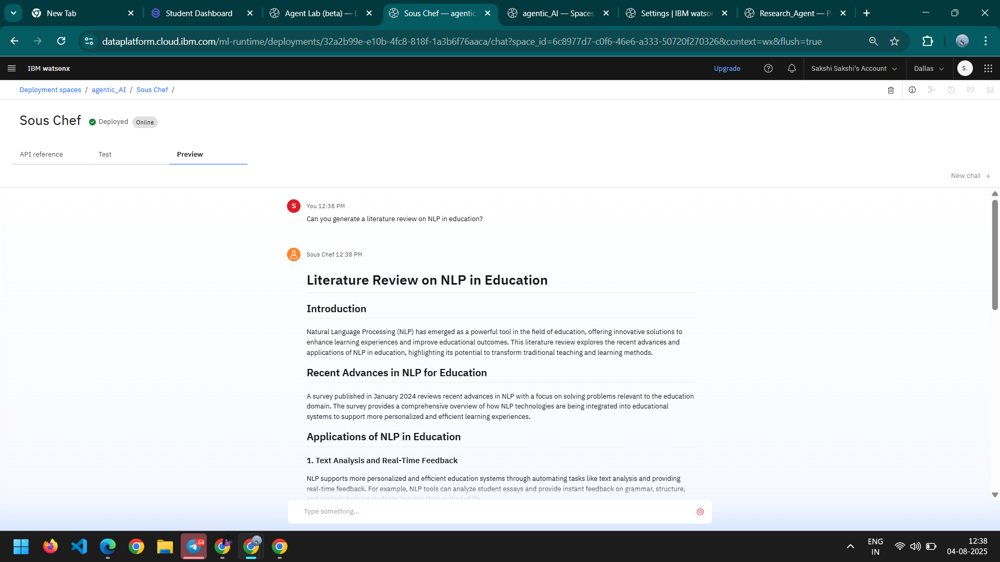 New Tab
Student Dashboard
Agent Lab (beta) —
Sous Chef — agentic
agentic_AI — Spaces
Settings | IBM watso
Research_Agent —
dataplatform.cloud.ibm.com/ml-runtime/deployments/32a2b99e-e10b-4fc8-818f-1a3b6f76aaca/chat?space_id=6c8977d7-c0f6-46e6-a333-50720f270326&context=wx&flush=true
IBM watsonx
Upgrade
Sakshi Sakshi's Account
Dallas
S.
Deployment spaces / agentic_AI / Sous Chef /
Sous Chef
Deployed
Online
API reference
Test
Preview
New chat +
S
You 12:38 PM
Can you generate a literature review on NLP in education?
Sous Chef 12:38 PM
Literature Review on NLP in Education
Introduction
Natural Language Processing (NLP) has emerged as a powerful tool in the field of education, offering innovative solutions to
enhance learning experiences and improve educational outcomes. This literature review explores the recent advances and
applications of NLP in education, highlighting its potential to transform traditional teaching and learning methods.
Recent Advances in NLP for Education
A survey published in January 2024 reviews recent advances in NLP with a focus on solving problems relevant to the education
domain. The survey provides a comprehensive overview of how NLP technologies are being integrated into educational
systems to support more personalized and efficient learning experiences.
Applications of NLP in Education
1. Text Analysis and Real-Time Feedback
NLP supports more personalized and efficient education systems through automating tasks like text analysis and providing
real-time feedback. For example, NLP tools can analyze student essays and provide instant feedback on grammar, structure,
and content, helping students improve their writing skills.
Type something...
.64
ENG
IN
12:38
04-08-2025